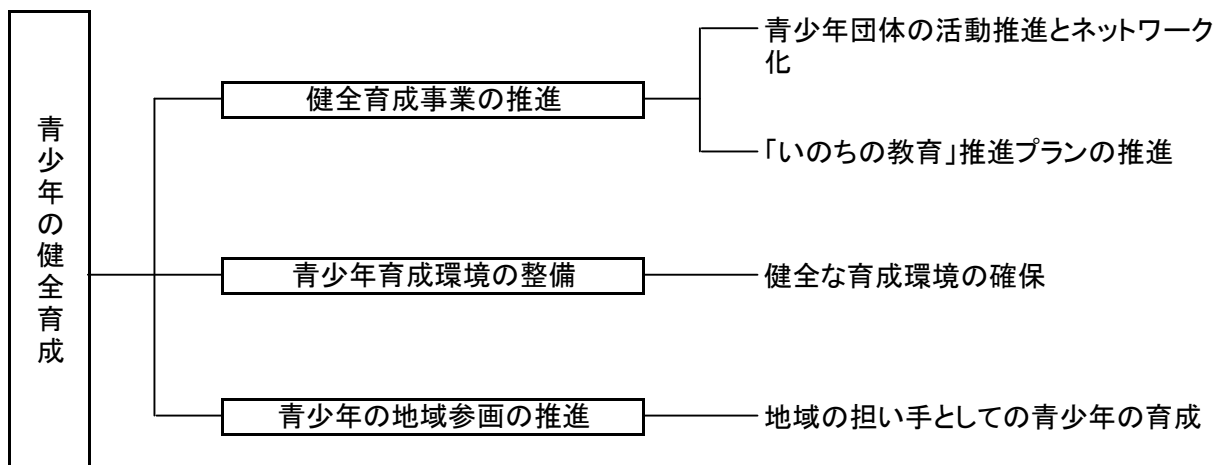 青少年の健全育成
健全育成事業の推進
青少年団体の活動推進とネットワーク
化
「いのちの教育」推進プランの推進
青少年育成環境の整備
健全な育成環境の確保
青少年の地域参画の推進
地域の担い手としての青少年の育成